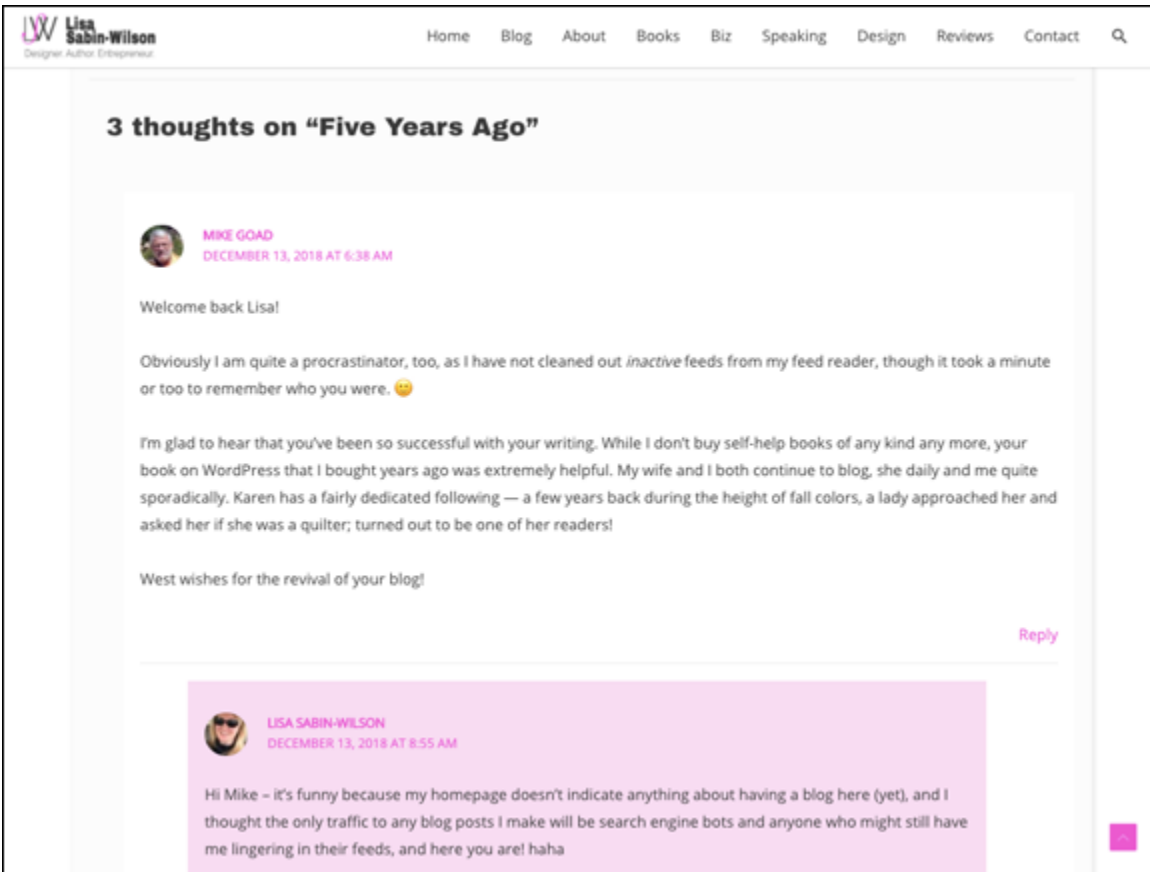 LW Lisa
Sabin-Wilson
Designer. Author. Entrepreneur.
Home Blog About Books Biz Speaking Design Reviews Contact
3 thoughts on “Five Years Ago”
MIKE GOAD
DECEMBER 13, 2018 AT 6:38 AM
Welcome back Lisa!
Obviously I am quite a procrastinator, too, as I have not cleaned out inactive feeds from my feed reader, though it took a minute
or too to remember who you were. 🙂
I’m glad to hear that you’ve been so successful with your writing. While I don’t buy self-help books of any kind any more, your
book on WordPress that I bought years ago was extremely helpful. My wife and I both continue to blog, she daily and me quite
sporadically. Karen has a fairly dedicated following — a few years back during the height of fall colors, a lady approached her and
asked her if she was a quilter; turned out to be one of her readers!
West wishes for the revival of your blog!
Reply
LISA SABIN-WILSON
DECEMBER 13, 2018 AT 8:55 AM
Hi Mike – it’s funny because my homepage doesn’t indicate anything about having a blog here (yet), and I
thought the only traffic to any blog posts I make will be search engine bots and anyone who might still have
me lingering in their feeds, and here you are! haha